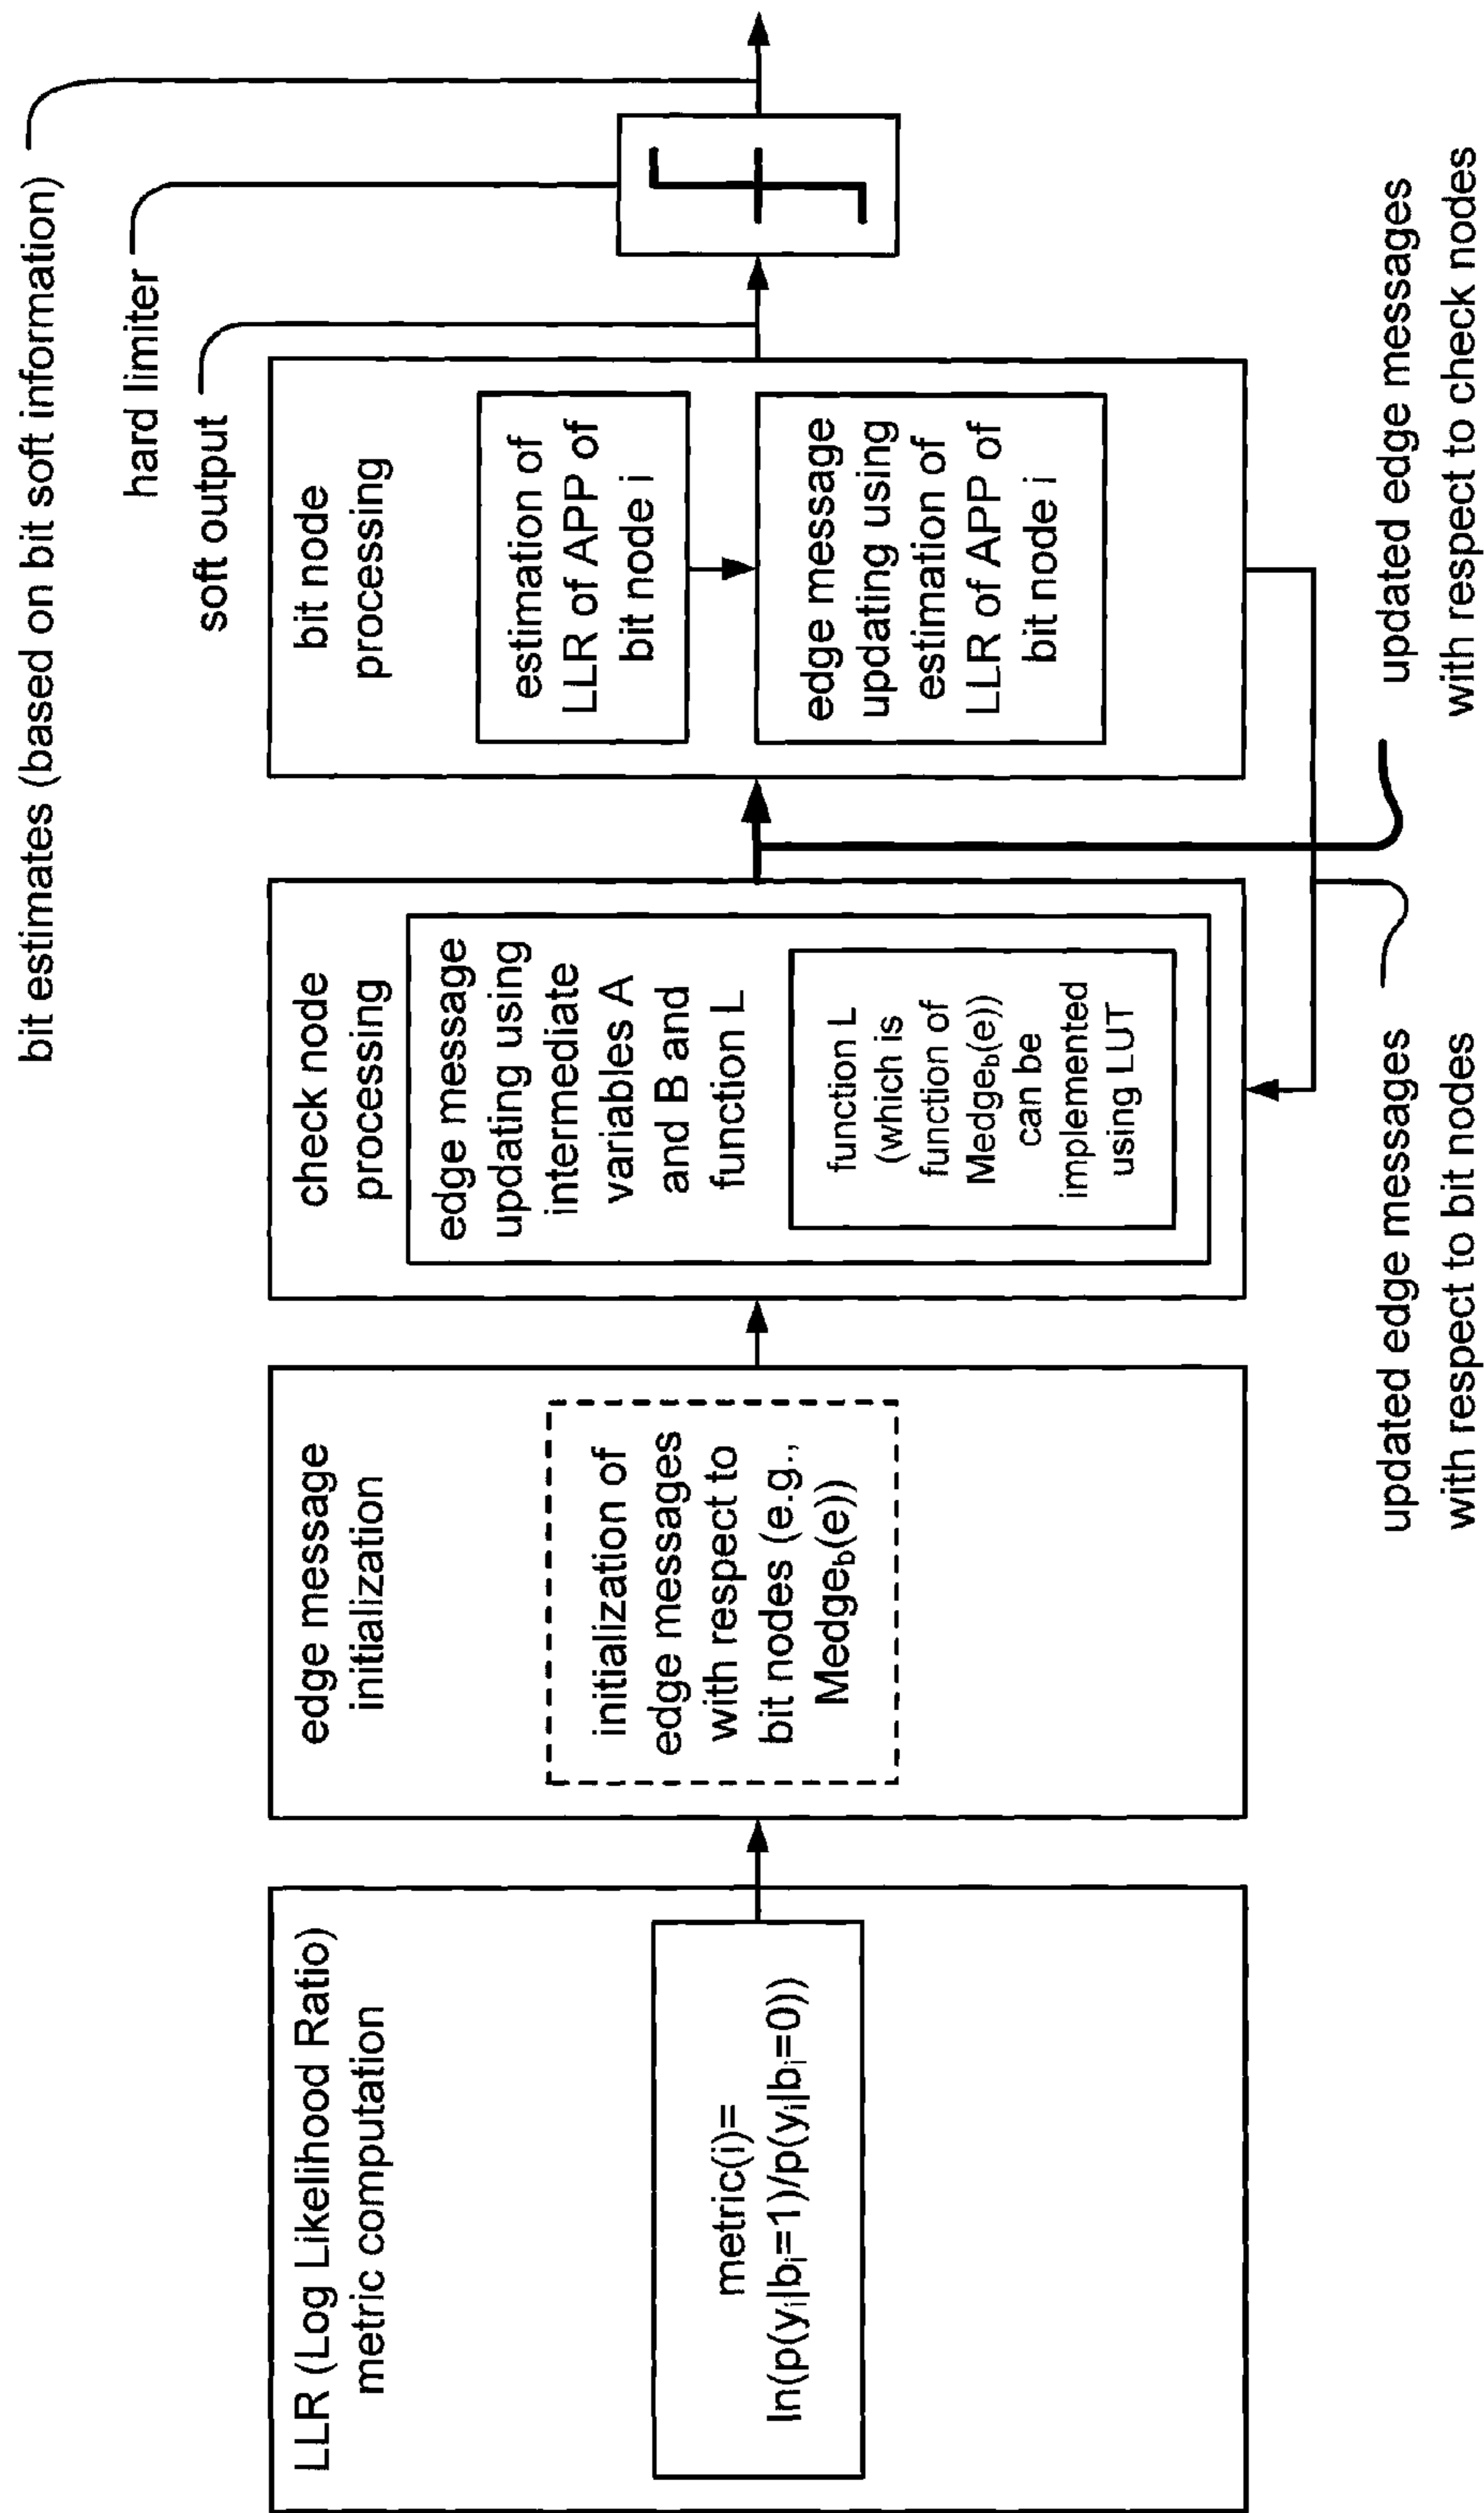 bit estimates (based on bit soft information)
hard limiter
soft output
LLR (Log Likelihood Ratio)
metric computation
metric(i)=
ln(p(yᵢ|bᵢ=1)/p(yᵢ|bᵢ=0))
edge message
initialization
initialization of
edge messages
with respect to
bit nodes (e.g.,
Medge_b(e))
check node
processing
edge message
updating using
intermediate
variables A
and B and
function L
function L
(which is
function of
Medge_b(e))
can be
implemented
using LUT
bit node
processing
estimation of
LLR of APP of
bit node i
edge message
updating using
estimation of
LLR of APP of
bit node i
updated edge messages
with respect to bit nodes
updated edge messages
with respect to check nodes